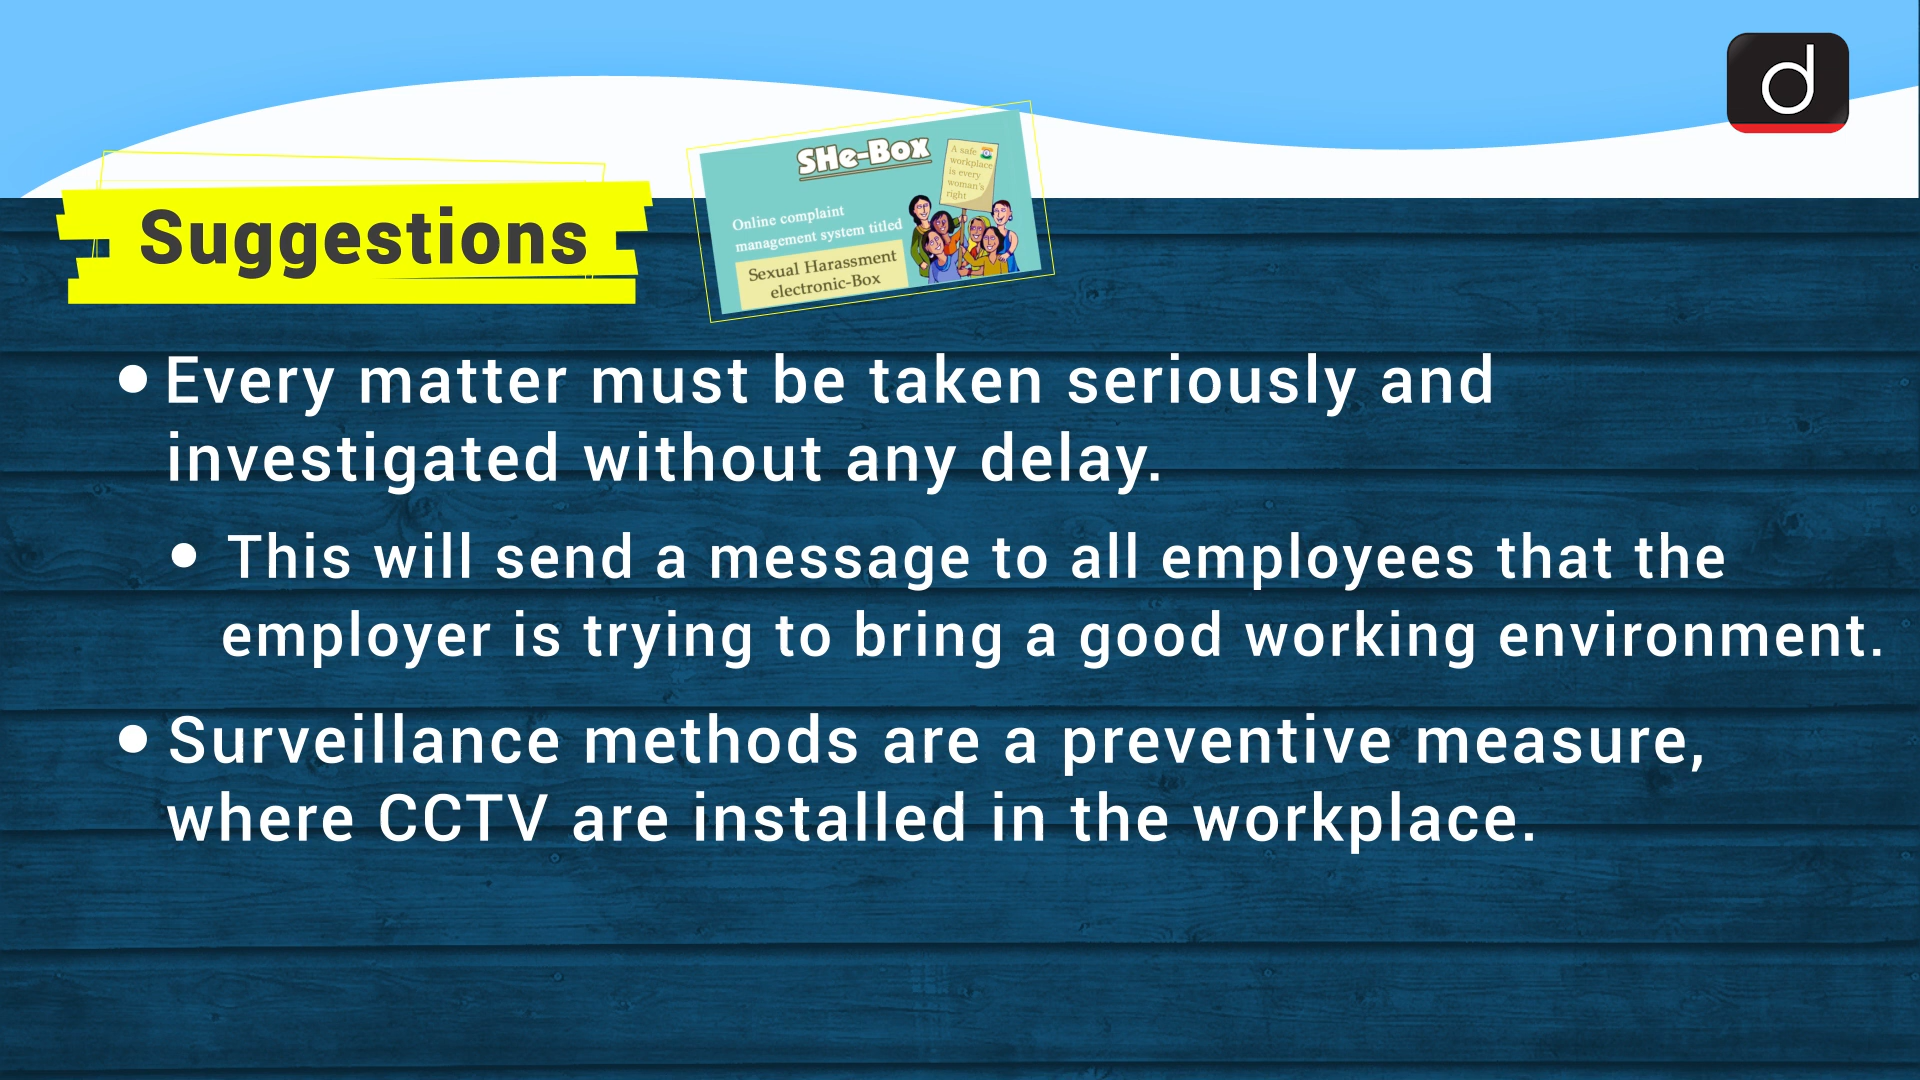 d
Suggestions
SHe-Box
A safe
workplace
is every
woman's
right
Online complaint
management system titled
Sexual Harassment
electronic-Box
• Every matter must be taken seriously and
investigated without any delay.
• This will send a message to all employees that the
employer is trying to bring a good working environment.
• Surveillance methods are a preventive measure,
where CCTV are installed in the workplace.